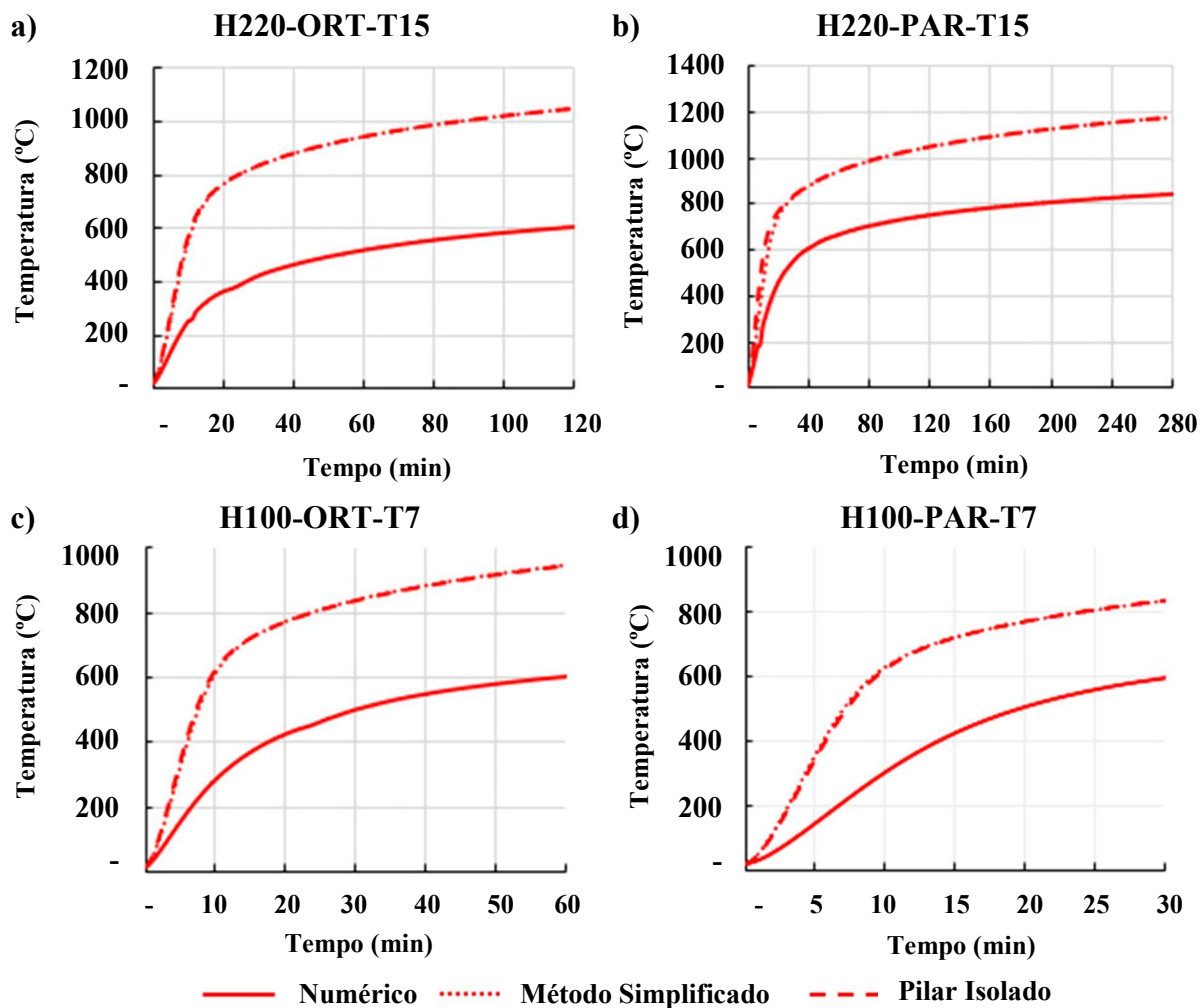 a) H220-ORT-T15
1200
1000
800
600
400
200
-
Temperatura (ºC)
- 20 40 60 80 100 120
Tempo (min)
b) H220-PAR-T15
1400
1200
1000
800
600
400
200
-
Temperatura (ºC)
- 40 80 120 160 200 240 280
Tempo (min)
c) H100-ORT-T7
1000
800
600
400
200
-
Temperatura (ºC)
- 10 20 30 40 50 60
Tempo (min)
d) H100-PAR-T7
1000
800
600
400
200
-
Temperatura (ºC)
- 5 10 15 20 25 30
Tempo (min)
Numérico Método Simplificado Pilar Isolado